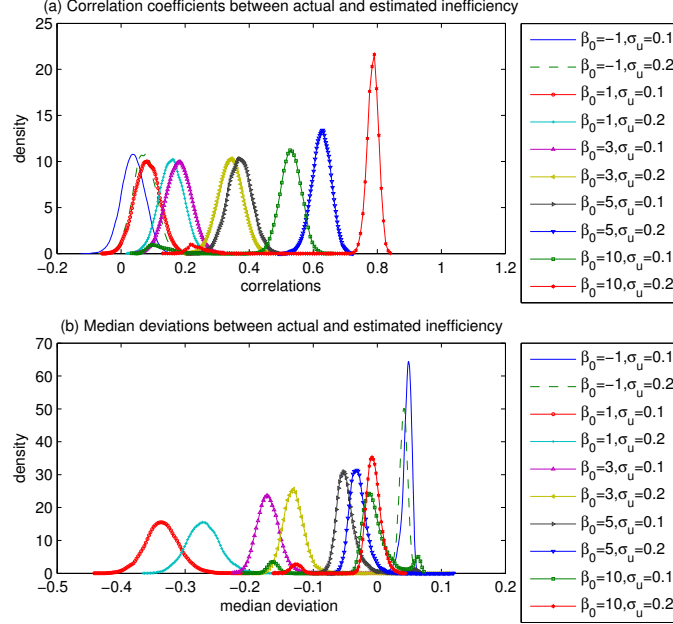 (a) Correlation coefficients between actual and estimated inefficiency
25
20
15
10
5
0
density
−0.2 0 0.2 0.4 0.6 0.8 1 1.2
correlations
β0=−1,σu=0.1
β0=−1,σu=0.2
β0=1,σu=0.1
β0=1,σu=0.2
β0=3,σu=0.1
β0=3,σu=0.2
β0=5,σu=0.1
β0=5,σu=0.2
β0=10,σu=0.1
β0=10,σu=0.2
(b) Median deviations between actual and estimated inefficiency
70
60
50
40
30
20
10
0
density
−0.5 −0.4 −0.3 −0.2 −0.1 0 0.1 0.2
median deviation
β0=−1,σu=0.1
β0=−1,σu=0.2
β0=1,σu=0.1
β0=1,σu=0.2
β0=3,σu=0.1
β0=3,σu=0.2
β0=5,σu=0.1
β0=5,σu=0.2
β0=10,σu=0.1
β0=10,σu=0.2